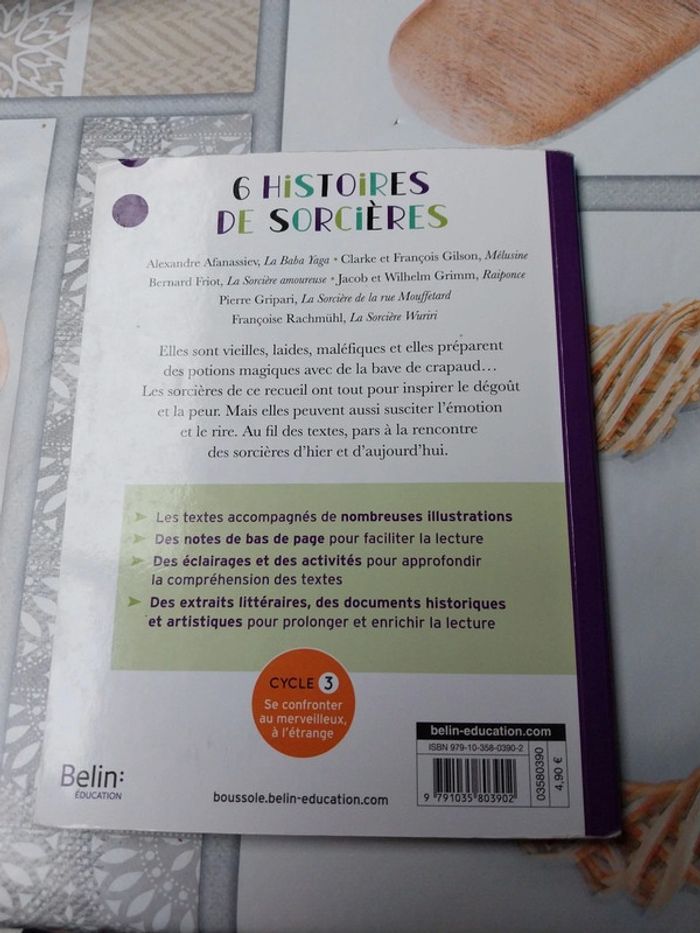 6 HiSTOiRES
DE SORCiÈRES
Alexandre Afanassiev, La Baba Yaga • Clarke et François Gilson, Mélusine
Bernard Friot, La Sorcière amoureuse • Jacob et Wilhelm Grimm, Raiponce
Pierre Gripari, La Sorcière de la rue Mouffetard
Françoise Rachmühl, La Sorcière Wuriri
Elles sont vieilles, laides, maléfiques et elles préparent
des potions magiques avec de la bave de crapaud...
Les sorcières de ce recueil ont tout pour inspirer le dégoût
et la peur. Mais elles peuvent aussi susciter l'émotion
et le rire. Au fil des textes, pars à la rencontre
des sorcières d'hier et d'aujourd'hui.
Les textes accompagnés de nombreuses illustrations
Des notes de bas de page pour faciliter la lecture
Des éclairages et des activités pour approfondir
la compréhension des textes
Des extraits littéraires, des documents historiques
et artistiques pour prolonger et enrichir la lecture
CYCLE 3
Se confronter
au merveilleux,
à l'étrange
Belin:
ÉDUCATION
boussole.belin-education.com
belin-education.com
ISBN 979-10-358-0390-2
9 791035 803902
03580390
4,90 €